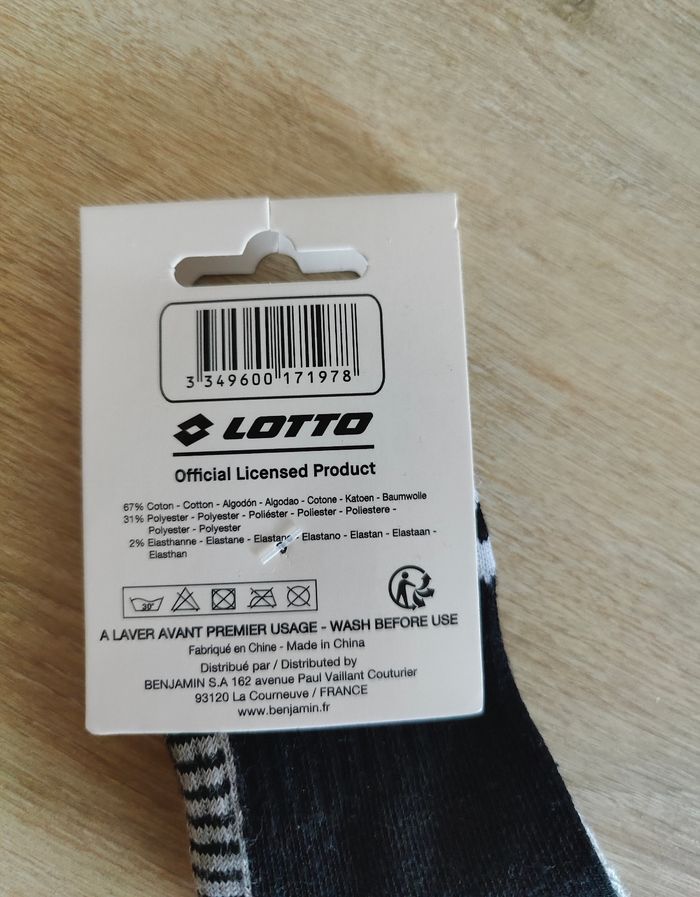 3 349600 171978
LOTTO
Official Licensed Product
67% Coton - Cotton - Algodón - Algodao - Cotone - Katoen - Baumwolle
31% Polyester - Polyester - Poliéster - Poliester - Poliestere -
Polyester - Polyester
2% Elasthanne - Elastane - Elastano - Elastano - Elastan - Elastaan -
Elasthan
30°
A LAVER AVANT PREMIER USAGE - WASH BEFORE USE
Fabriqué en Chine - Made in China
Distribué par / Distributed by
BENJAMIN S.A 162 avenue Paul Vaillant Couturier
93120 La Courneuve / FRANCE
www.benjamin.fr